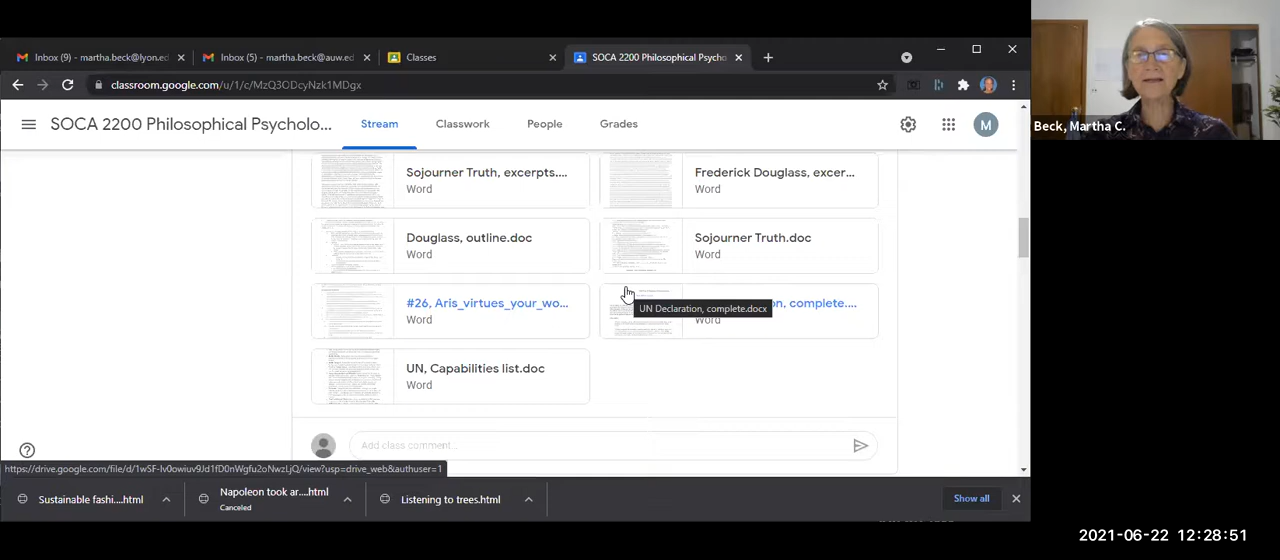 Inbox (9) - martha.beck@lyon.ed
Inbox (5) - martha.beck@auw.ed
Classes
SOCA 2200 Philosophical Psycho
classroom.google.com/u/1/c/MzQ3ODcyNzk1MDgx
SOCA 2200 Philosophical Psycholo...
Stream
Classwork
People
Grades
M
Beck, Martha C.
Sojourner Truth, excerpts....
Word
Frederick Douglass, excer...
Word
Douglass, outline.doc
Word
Sojourner Truth.doc
Word
#26, Aris_virtues_your_wo...
Word
on, complete....
Word
UN Declaration, complete.docx
UN, Capabilities list.doc
Word
Add class comment...
https://drive.google.com/file/d/1wSF-lv0owiuv9Jd1fD0nWgfu2oNwzLjQ/view?usp=drive_web&authuser=1
Sustainable fashi....html
Napoleon took ar....html
Canceled
Listening to trees.html
Show all
2021-06-22 12:28:51